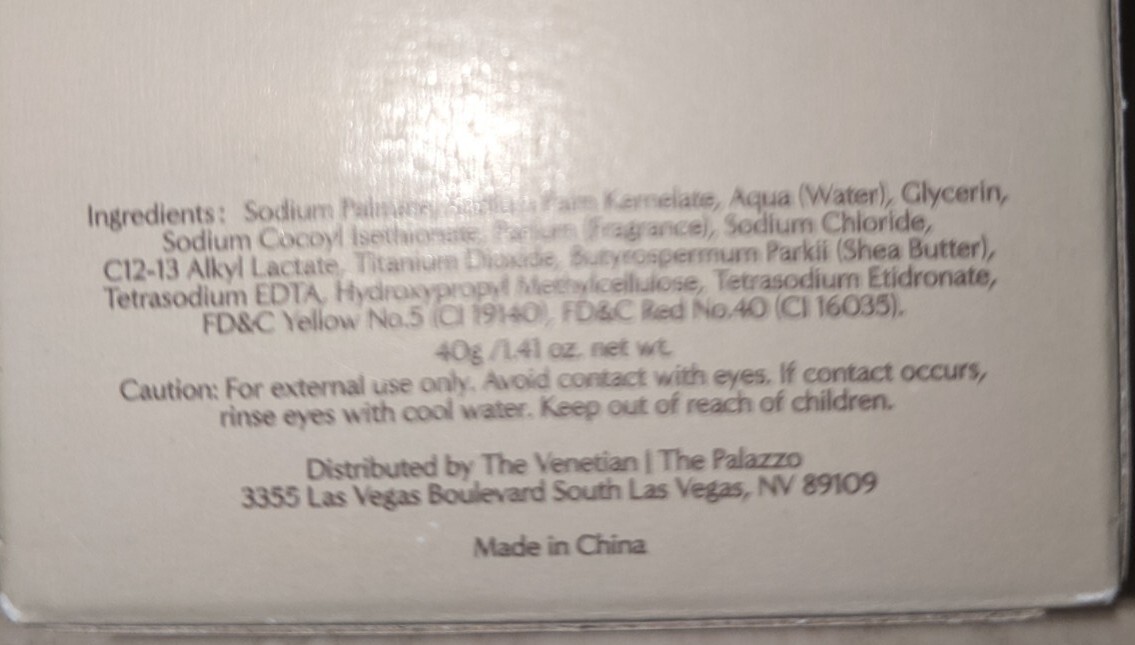 Ingredients: Sodium Palm Kernelate, Aqua (Water), Glycerin,
Sodium Cocoyl Isethionate, Parfum (Fragrance), Sodium Chloride,
C12-13 Alkyl Lactate, Titanium Dioxide, Butyrospermum Parkii (Shea Butter),
Tetrasodium EDTA, Hydroxypropyl Methylcellulose, Tetrasodium Etidronate,
FD&C Yellow No.5 (CI 19140), FD&C Red No.40 (CI 16035).
40g /1.41 oz. net wt.
Caution: For external use only. Avoid contact with eyes. If contact occurs,
rinse eyes with cool water. Keep out of reach of children.
Distributed by The Venetian | The Palazzo
3355 Las Vegas Boulevard South Las Vegas, NV 89109
Made in China